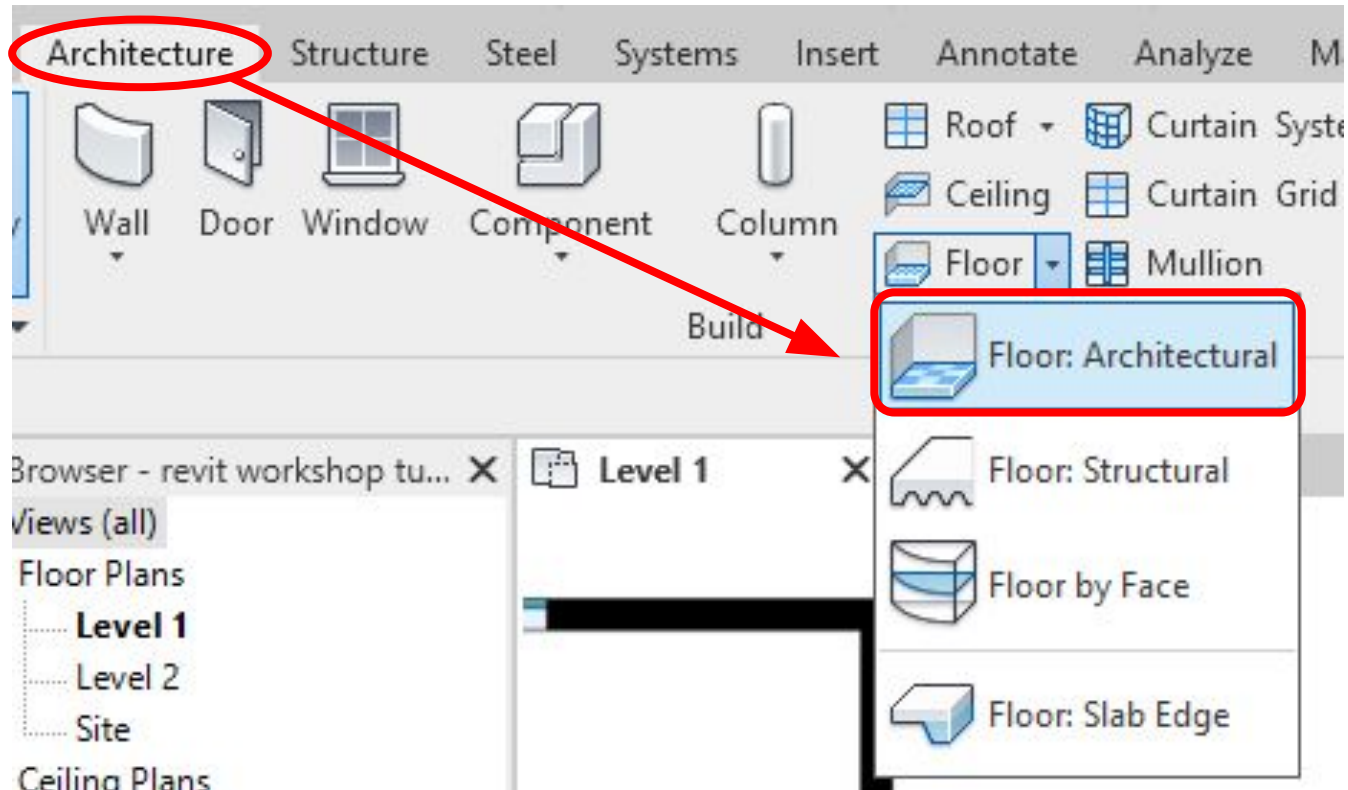 Architecture Structure Steel Systems Insert Annotate Analyze
Roof Curtain
Ceiling Curtain Grid
Wall Door Window Component Column
Floor Mullion
Build
Floor: Architectural
Browser - revit workshop tu... Level 1
Floor: Structural
Views (all)
Floor Plans
Floor by Face
Level 1
Level 2
Floor: Slab Edge
Site
Ceiling Plans